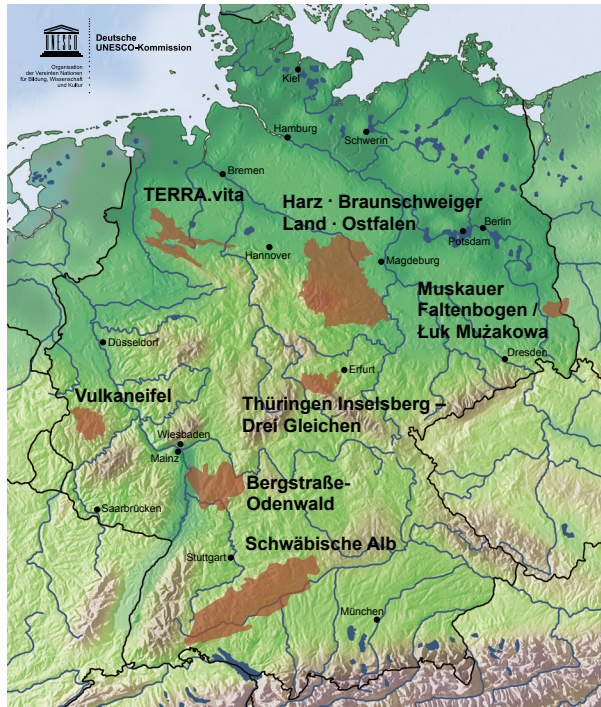 UNESCO
Deutsche
UNESCO-Kommission
Organisation
der Vereinten Nationen
für Bildung, Wissenschaft
und Kultur
Kiel
Hamburg
Schwerin
Bremen
TERRA.vita
Harz · Braunschweiger
Land · Ostfalen
Berlin
Potsdam
Hannover
Magdeburg
Muskauer
Faltenbogen /
Łuk Mużakowa
Düsseldorf
Dresden
Erfurt
Vulkaneifel
Thüringen Inselsberg –
Drei Gleichen
Wiesbaden
Mainz
Bergstraße-
Odenwald
Saarbrücken
Schwäbische Alb
Stuttgart
München